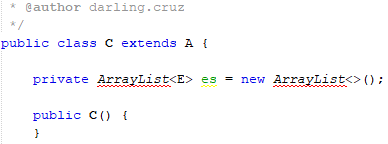 * @author darling.cruz
*/
public class C extends A {
private ArrayList<E> es = new ArrayList<>();
public C() {
}